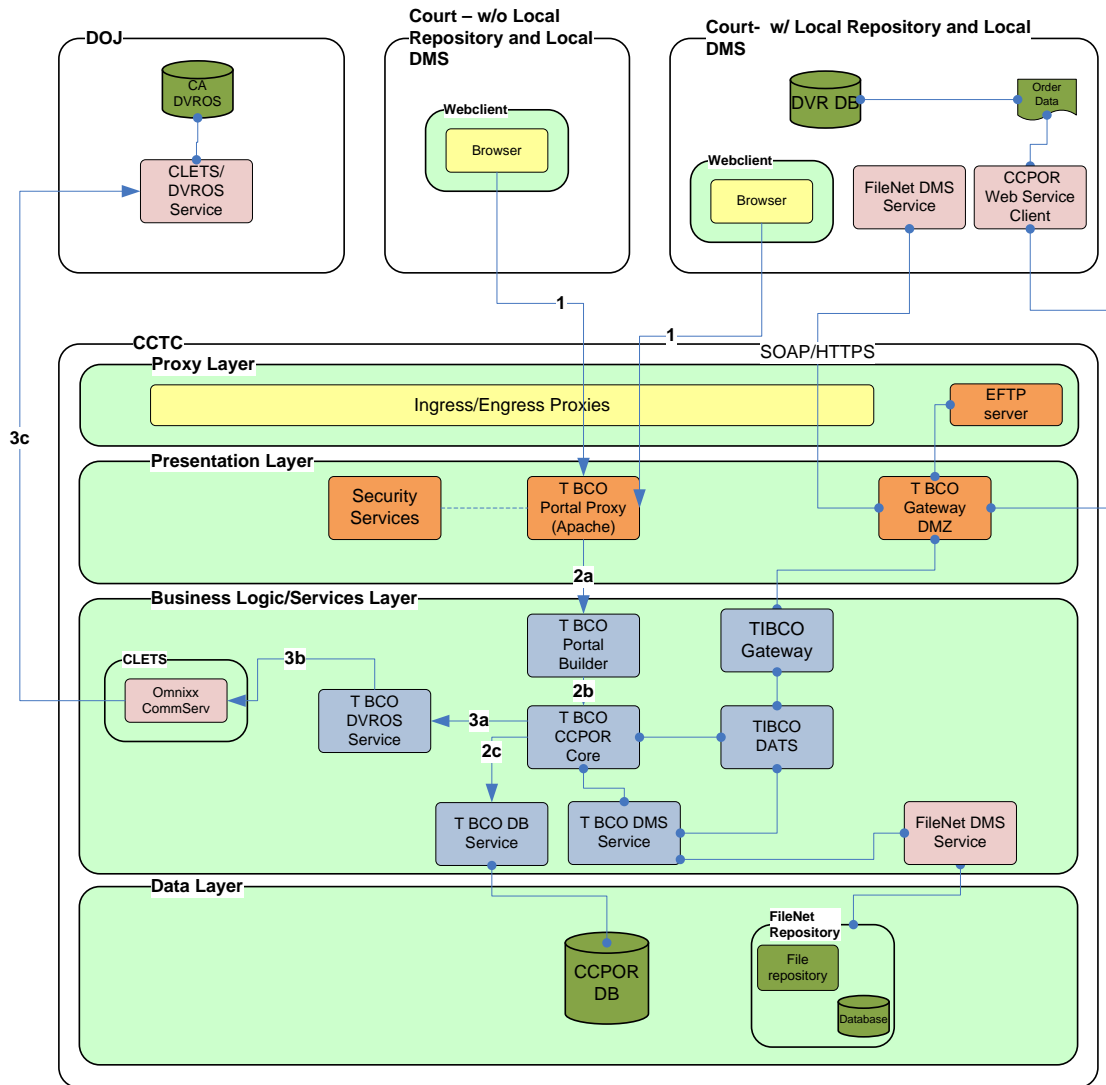 DOJ
CA
DVROS
CLETS/
DVROS
Service
Court – w/o Local
Repository and Local
DMS
Webclient
Browser
Court-  w/ Local Repository and Local
DMS
DVR DB
Order
Data
Webclient
Browser
FileNet DMS
Service
CCPOR
Web Service
Client
1
1
SOAP/HTTPS
3c
CCTC
Proxy Layer
Ingress/Engress Proxies
EFTP
server
Presentation Layer
Security
Services
T BCO
Portal Proxy
(Apache)
T BCO
Gateway
DMZ
2a
Business Logic/Services Layer
T BCO
Portal
Builder
TIBCO
Gateway
CLETS
Omnixx
CommServ
3b
2b
T BCO
DVROS
Service
3a
T BCO
CCPOR
Core
TIBCO
DATS
2c
T BCO DB
Service
T BCO DMS
Service
FileNet DMS
Service
Data Layer
CCPOR
DB
FileNet
Repository
File
repository
Database